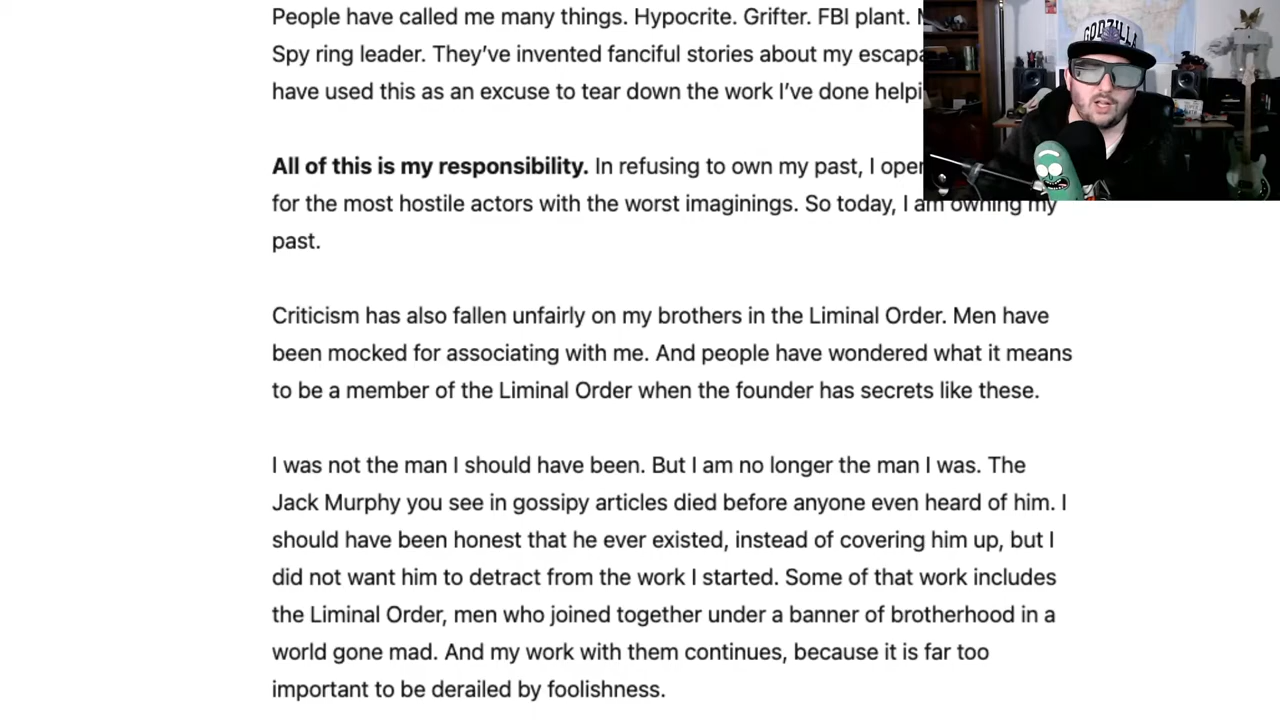 People have called me many things. Hypocrite. Grifter. FBI plant.
Spy ring leader. They’ve invented fanciful stories about my
have used this as an excuse to tear down the work I’ve done
All of this is my responsibility. In refusing to own my past, I
for the most hostile actors with the worst imaginings. So today, I am owning my
past.
Criticism has also fallen unfairly on my brothers in the Liminal Order. Men have
been mocked for associating with me. And people have wondered what it means
to be a member of the Liminal Order when the founder has secrets like these.
I was not the man I should have been. But I am no longer the man I was. The
Jack Murphy you see in gossipy articles died before anyone even heard of him. I
should have been honest that he ever existed, instead of covering him up, but I
did not want him to detract from the work I started. Some of that work includes
the Liminal Order, men who joined together under a banner of brotherhood in a
world gone mad. And my work with them continues, because it is far too
important to be derailed by foolishness.
GODZILLA